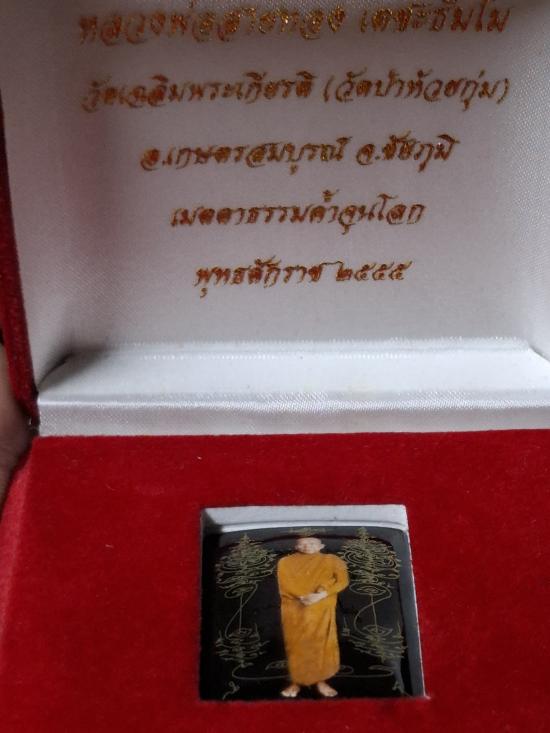 หลวงพ่อสายทอง เตชะธมฺโม
วัดเฉลิมพระเกียรติ (วัดป่าห้วยกุ่ม)
อ.เกษตรสมบูรณ์ จ.ชัยภูมิ
เมตตาธรรมค้ำจุนโลก
พุทธศักราช ๒๕๕๕